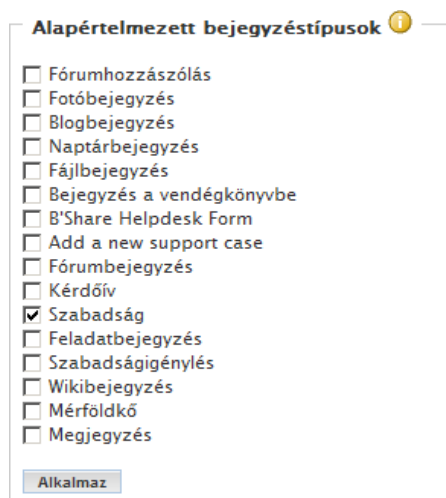 Alapértelmezett bejegyzéstípusok
Fórumhozzászólás
Fotóbejegyzés
Blogbejegyzés
Naptárbejegyzés
Fájlbejegyzés
Bejegyzés a vendégkönyvbe
B'Share Helpdesk Form
Add a new support case
Fórumbejegyzés
Kérdőív
Szabadság
Feladatbejegyzés
Szabadságigénylés
Wikibejegyzés
Mérföldkő
Megjegyzés
Alkalmaz